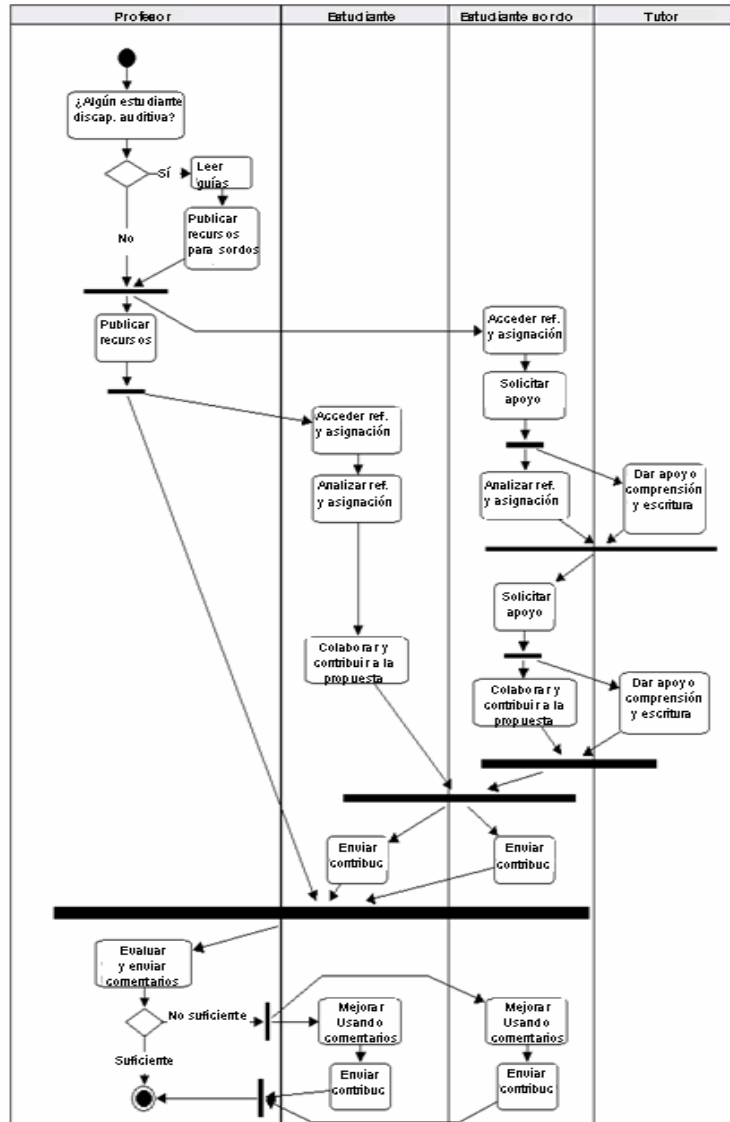 Profesor
Estudiante
Estudiante sordo
Tutor
¿Algún estudiante
discap. auditiva?
Sí
Leer
guías
No
Publicar
recursos
para sordos
Publicar
recursos
Acceder ref.
y asignación
Solicitar
apoyo
Acceder ref.
y asignación
Analizar ref.
y asignación
Analizar ref.
y asignación
Dar apoyo
comprensión
y escritura
Solicitar
apoyo
Colaborar y
contribuir a la
propuesta
Colaborar y
contribuir a la
propuesta
Dar apoyo
comprensión
y escritura
Enviar
contribuc
Enviar
contribuc
Evaluar
y enviar
comentarios
No suficiente
Suficiente
Mejorar
Usando
comentarios
Mejorar
Usando
comentarios
Enviar
contribuc
Enviar
contribuc